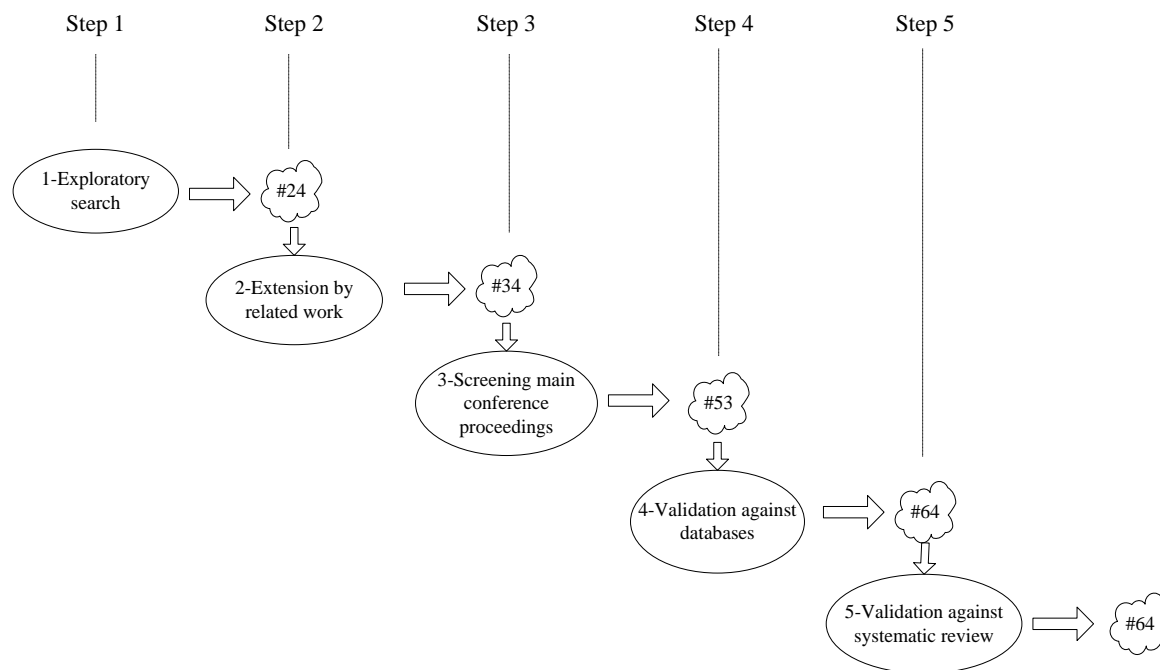 Step 1
Step 2
Step 3
Step 4
Step 5
1-Exploratory
search
#24
2-Extension by
related work
#34
3-Screening main
conference
proceedings
#53
4-Validation against
databases
#64
5-Validation against
systematic review
#64